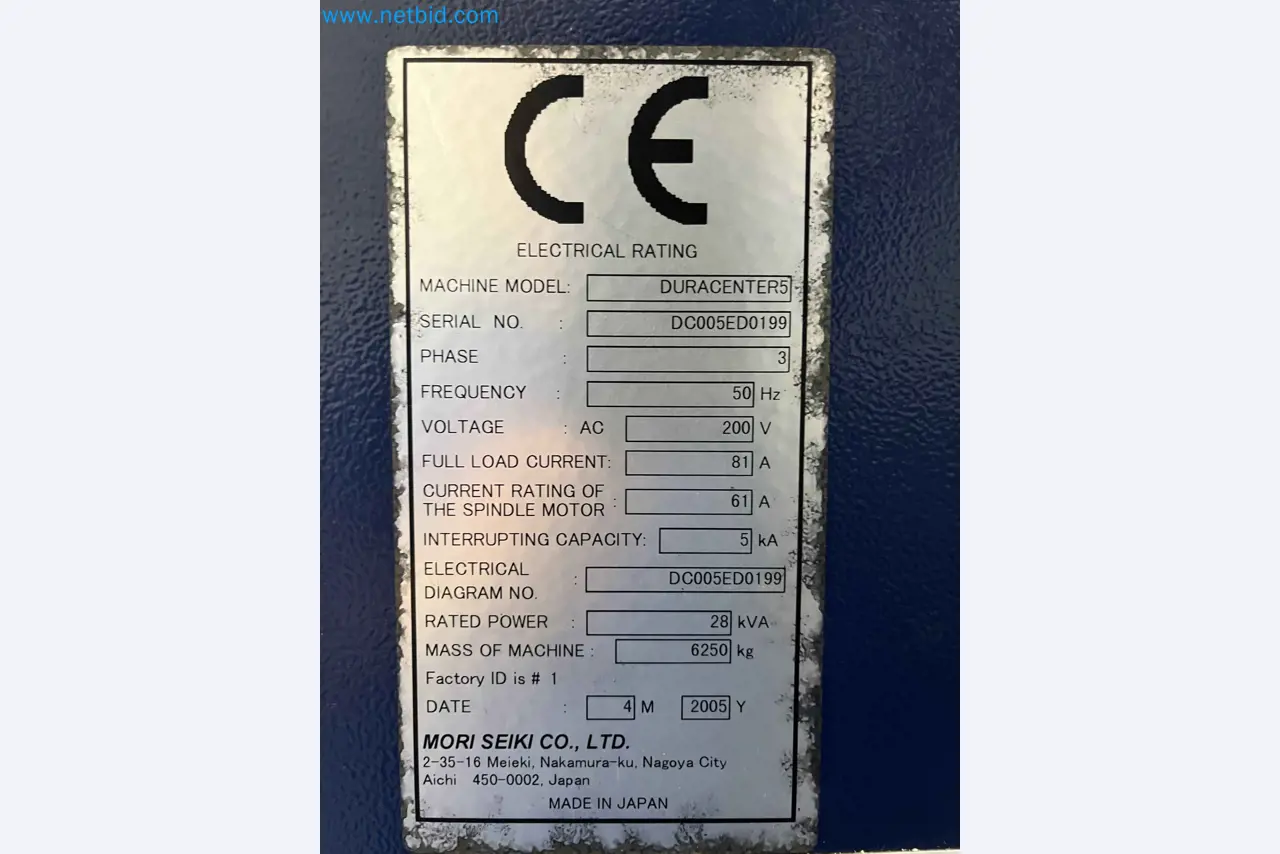 www.netbid.com
CE
ELECTRICAL RATING
MACHINE MODEL: DURACENTER5
SERIAL NO. : DC005ED0199
PHASE : 3
FREQUENCY : 50 Hz
VOLTAGE : AC 200 V
FULL LOAD CURRENT: 81 A
CURRENT RATING OF
THE SPINDLE MOTOR : 61 A
INTERRUPTING CAPACITY: 5 kA
ELECTRICAL
DIAGRAM NO. : DC005ED0199
RATED POWER : 28 kVA
MASS OF MACHINE : 6250 kg
Factory ID is # 1
DATE : 4 M 2005 Y
MORI SEIKI CO., LTD.
2-35-16 Meieki, Nakamura-ku, Nagoya City
Aichi 450-0002, Japan
MADE IN JAPAN